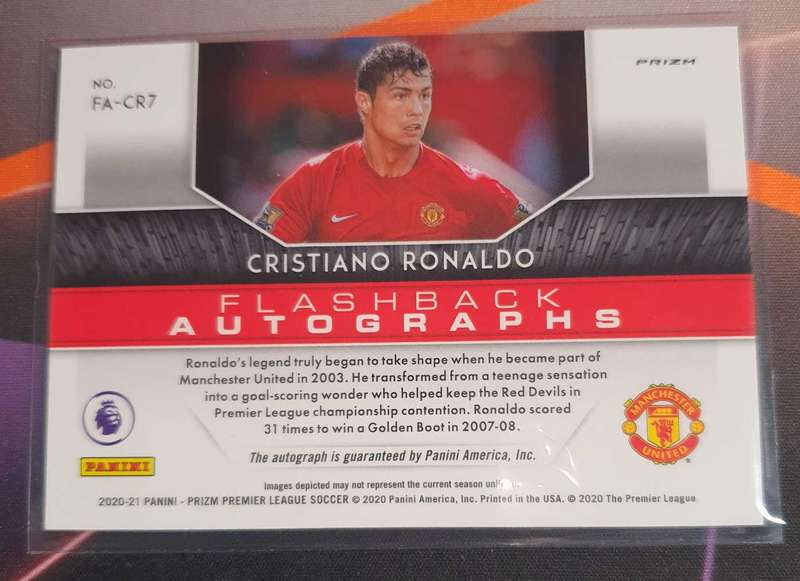 NO.
FA-CR7
PRIZM
CRISTIANO RONALDO
FLASHBACK
AUTOGRAPHS
Ronaldo's legend truly began to take shape when he became part of
Manchester United in 2003. He transformed from a teenage sensation
into a goal-scoring wonder who helped keep the Red Devils in
Premier League championship contention. Ronaldo scored
31 times to win a Golden Boot in 2007-08.
The autograph is guaranteed by Panini America, Inc.
PANINI
MANCHESTER
UNITED
Images depicted may not represent the current season
2020-21 PANINI - PRIZM PREMIER LEAGUE SOCCER © 2020 Panini America, Inc. Printed in the USA. © 2020 The Premier League